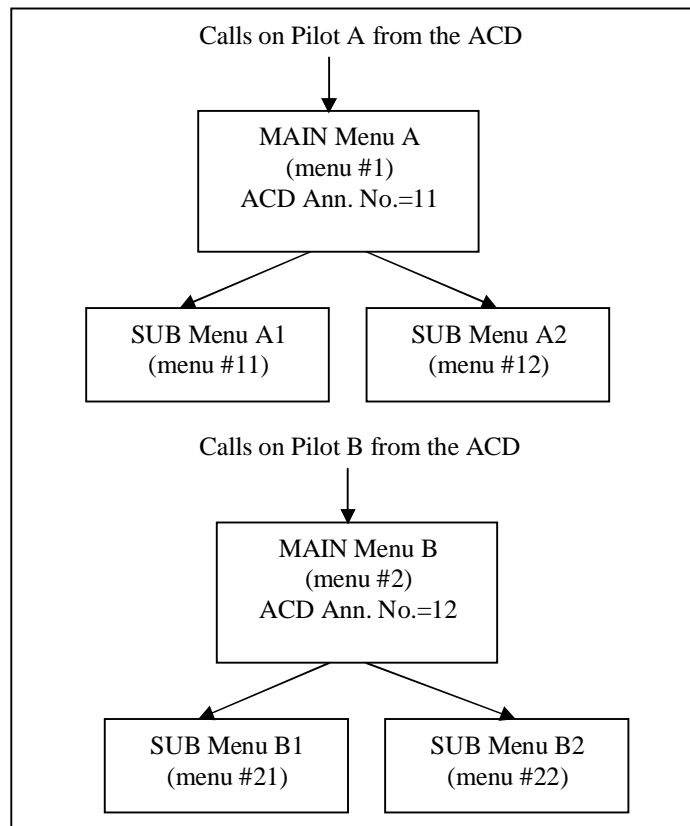 Calls on Pilot A from the ACD
MAIN Menu A
(menu #1)
ACD Ann. No.=11
SUB Menu A1
(menu #11)
SUB Menu A2
(menu #12)
Calls on Pilot B from the ACD
MAIN Menu B
(menu #2)
ACD Ann. No.=12
SUB Menu B1
(menu #21)
SUB Menu B2
(menu #22)